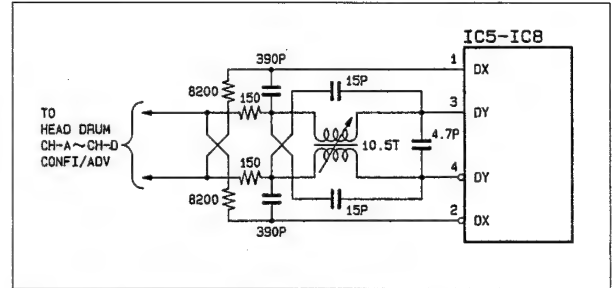 IC5-IC8
390P
1 DX
15P
8200
150
3 DY
TO
HEAD DRUM
CH-A~CH-D
CONFI/ADV
10.5T
4.7P
150
4 DY
8200
15P
2 DX
390P